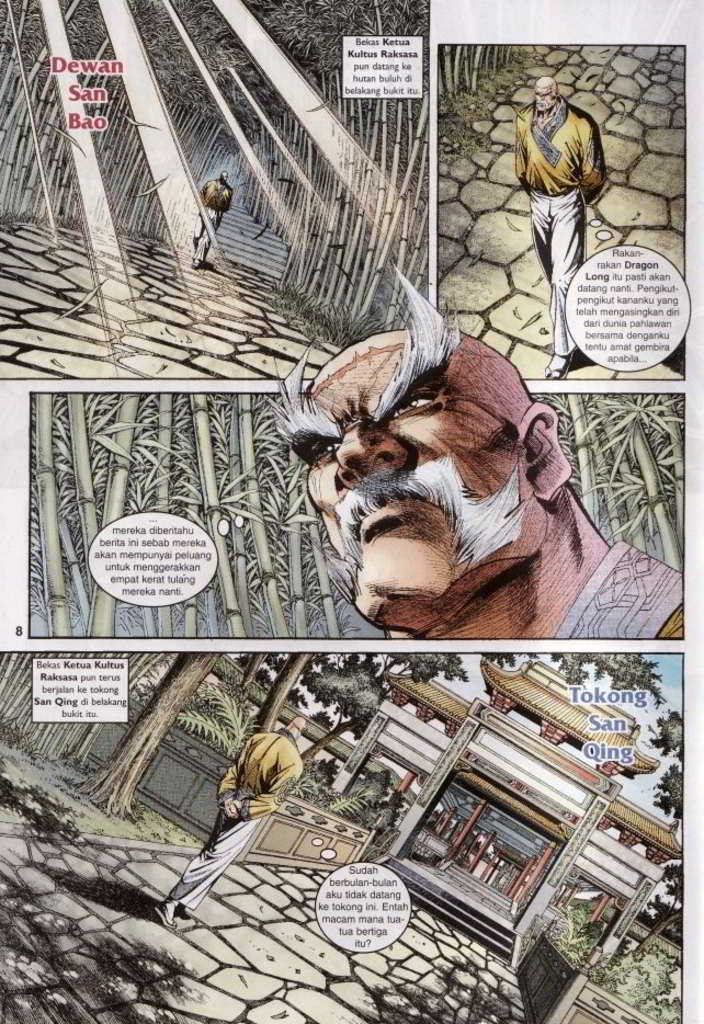 Dewan
San
Bao
Bekas Ketua
Kultus Raksasa
pun datang ke
hutan buluh di
belakang bukit itu.
Rakan-
rakan Dragon
Long itu pasti akan
datang nanti. Pengikut-
pengikut kananku yang
telah mengasingkan diri
dari dunia pahlawan
bersama denganku
tentu amat gembira
apabila...
...
mereka diberitahu
berita ini sebab mereka
akan mempunyai peluang
untuk menggerakkan
empat kerat tulang
mereka nanti.
8
Bekas Ketua Kultus
Raksasa pun terus
berjalan ke tokong
San Qing di belakang
bukit itu.
Tokong
San
Qing
Sudah
berbulan-bulan
aku tidak datang
ke tokong ini. Entah
macam mana tua-
tua bertiga
itu?